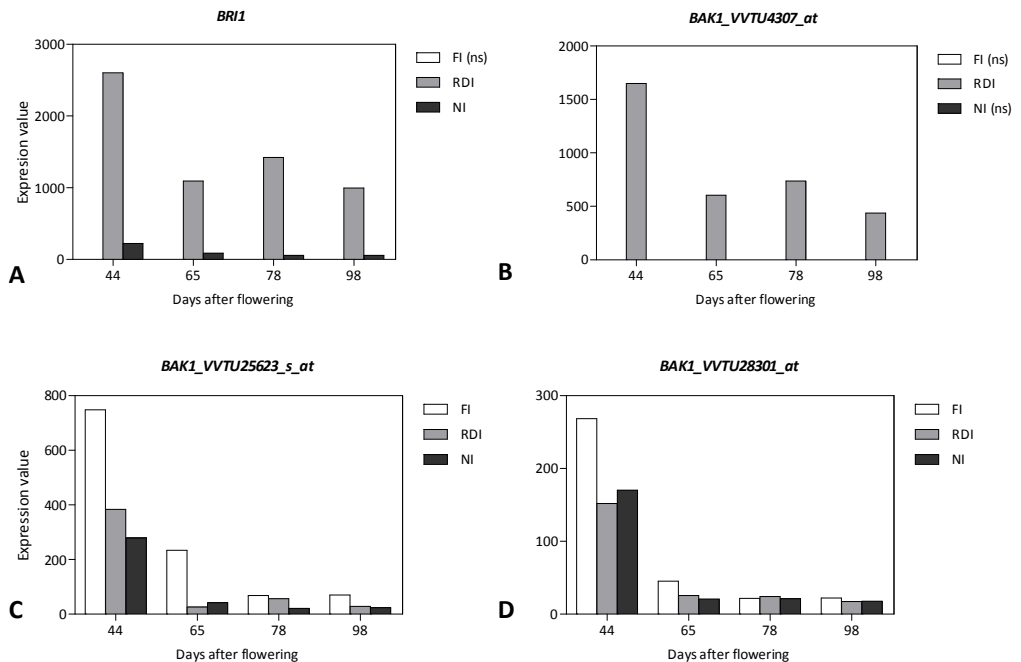 BRI1
3000
2000
1000
0
Expresion value
44 65 78 98
Days after flowering
FI (ns)
RDI
NI
A
BAK1_VVTU4307_at
2000
1500
1000
500
0
44 65 78 98
Days after flowering
FI (ns)
RDI
NI (ns)
B
BAK1_VVTU25623_s_at
800
600
400
200
0
Expression value
44 65 78 98
Days after flowering
FI
RDI
NI
C
BAK1_VVTU28301_at
300
200
100
0
44 65 78 98
Days after flowering
FI
RDI
NI
D